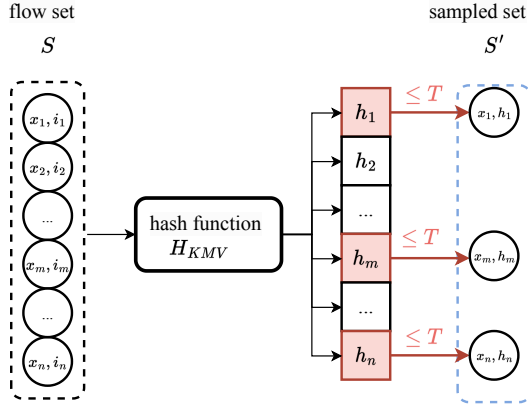 flow set
sampled set
S
S′
x₁, i₁
x₂, i₂
...
xₘ, iₘ
...
xₙ, iₙ
hash function
H_KMV
h₁
h₂
...
hₘ
...
hₙ
≤ T
≤ T
≤ T
x₁, h₁
xₘ, hₘ
xₙ, hₙ